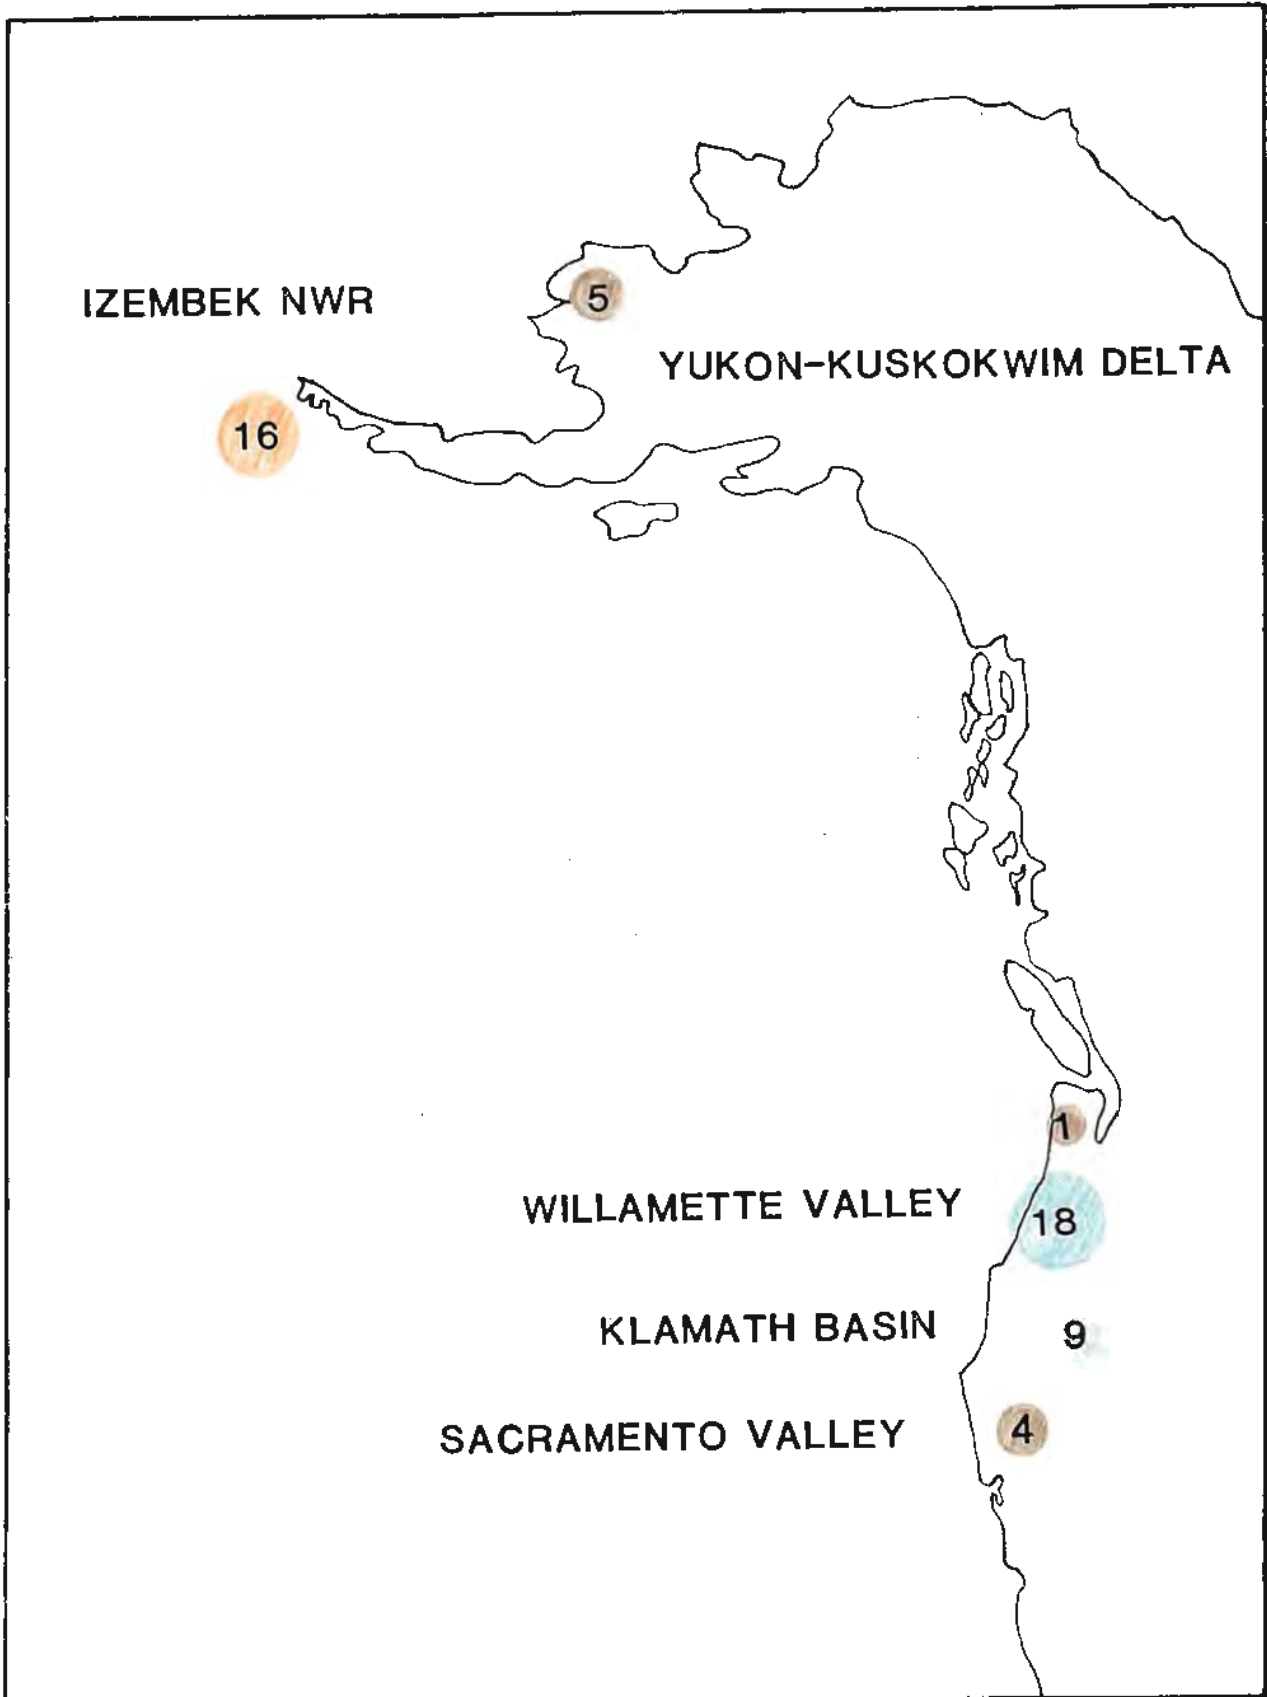 5
IZEMBEK NWR
YUKON-KUSKOKWIM DELTA
16
1
WILLAMETTE VALLEY
18
KLAMATH BASIN
9
SACRAMENTO VALLEY
4